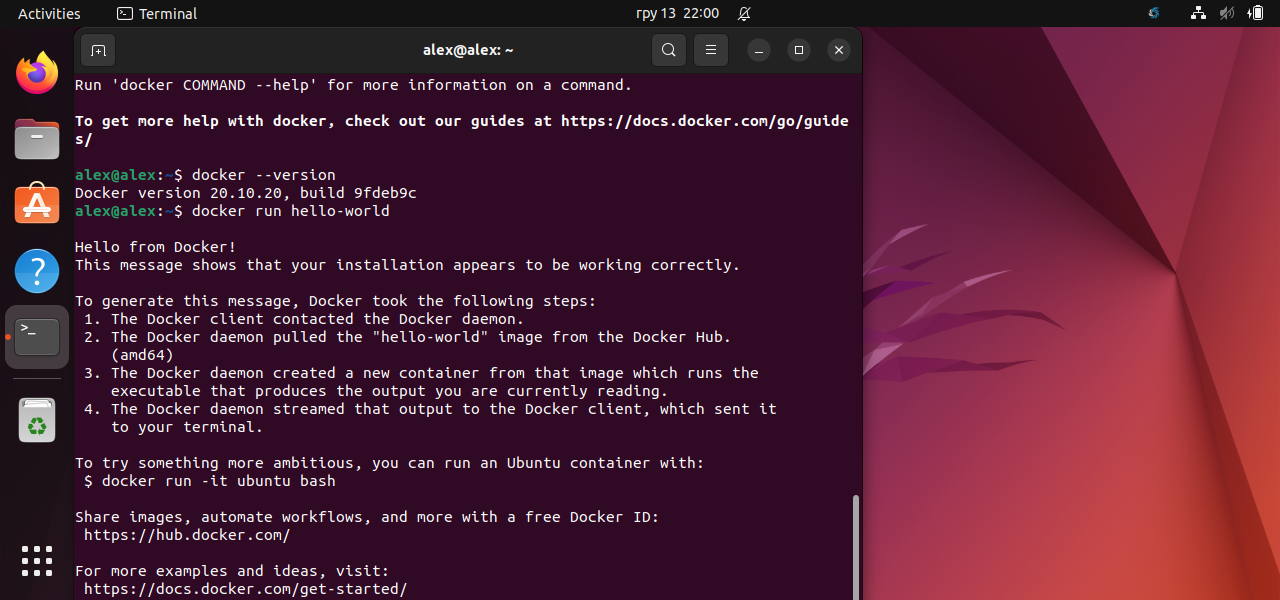 Activities Terminal гру 13 22:00
alex@alex: ~
Run 'docker COMMAND --help' for more information on a command.
To get more help with docker, check out our guides at https://docs.docker.com/go/guide
s/
alex@alex:~$ docker --version
Docker version 20.10.20, build 9fdeb9c
alex@alex:~$ docker run hello-world
Hello from Docker!
This message shows that your installation appears to be working correctly.
To generate this message, Docker took the following steps:
1. The Docker client contacted the Docker daemon.
2. The Docker daemon pulled the "hello-world" image from the Docker Hub.
(amd64)
3. The Docker daemon created a new container from that image which runs the
executable that produces the output you are currently reading.
4. The Docker daemon streamed that output to the Docker client, which sent it
to your terminal.
To try something more ambitious, you can run an Ubuntu container with:
$ docker run -it ubuntu bash
Share images, automate workflows, and more with a free Docker ID:
https://hub.docker.com/
For more examples and ideas, visit:
https://docs.docker.com/get-started/